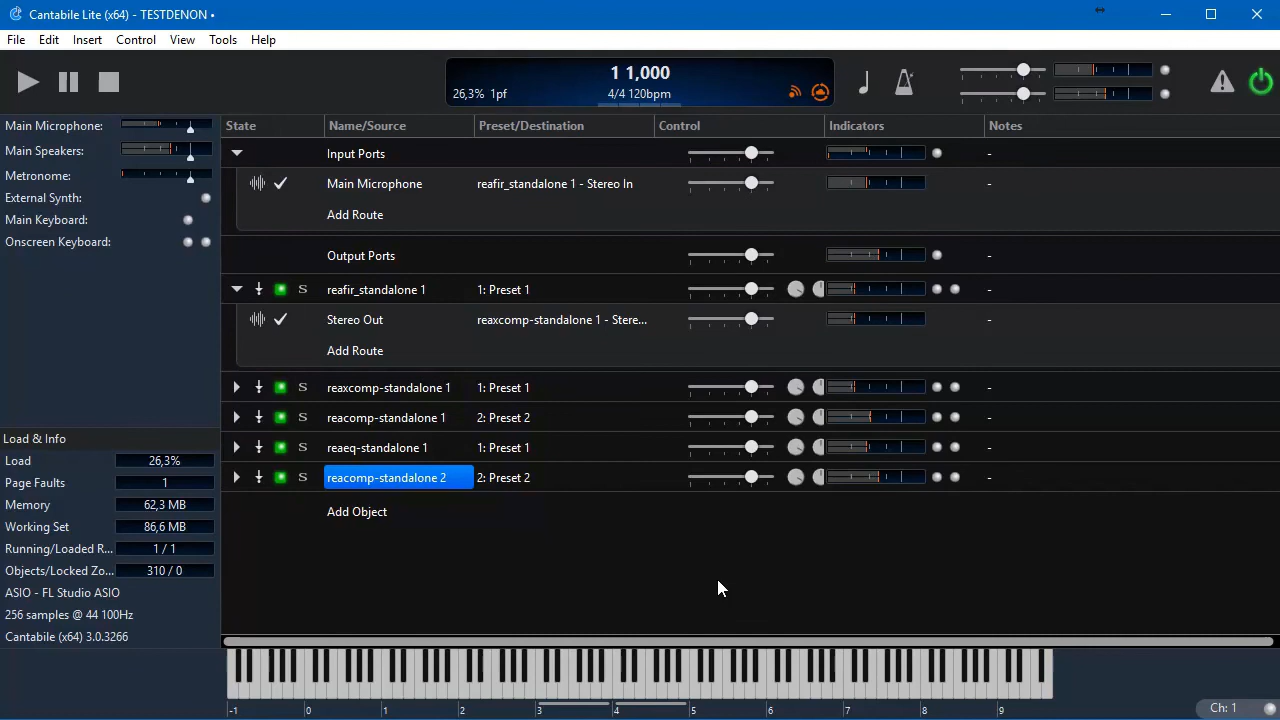 Cantabile Lite (x64) - TESTDENON •
File Edit Insert Control View Tools Help
1 1,000
26,3% 1pf 4/4 120bpm
Main Microphone:
Main Speakers:
Metronome:
External Synth:
Main Keyboard:
Onscreen Keyboard:
State Name/Source Preset/Destination Control Indicators Notes
Input Ports -
Main Microphone reafir_standalone 1 - Stereo In -
Add Route
Output Ports -
S reafir_standalone 1 1: Preset 1 -
Stereo Out reaxcomp-standalone 1 - Stere... -
Add Route
S reaxcomp-standalone 1 1: Preset 1 -
S reacomp-standalone 1 2: Preset 2 -
S reaeq-standalone 1 1: Preset 1 -
S reacomp-standalone 2 2: Preset 2 -
Add Object
Load & Info
Load 26,3%
Page Faults 1
Memory 62,3 MB
Working Set 86,6 MB
Running/Loaded R... 1 / 1
Objects/Locked Zo... 310 / 0
ASIO - FL Studio ASIO
256 samples @ 44 100Hz
Cantabile (x64) 3.0.3266
-1 0 1 2 3 4 5 6 7 8 9
Ch: 1